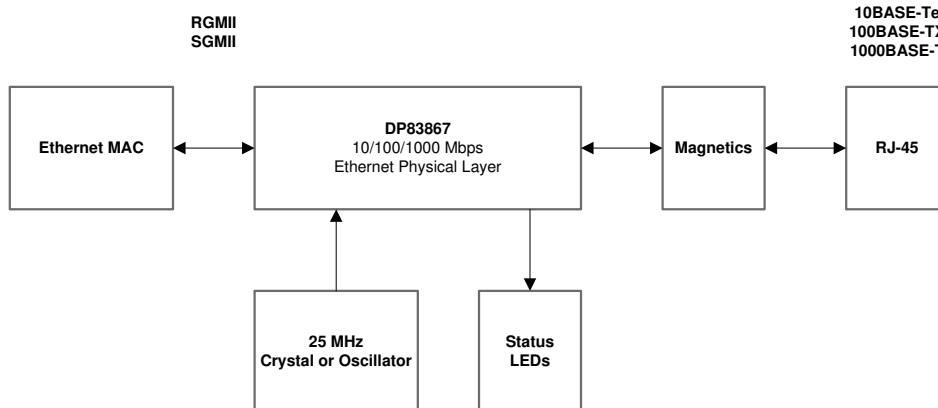 RGMII
SGMII
10BASE-Te
100BASE-TX
1000BASE-T
Ethernet MAC
DP83867
10/100/1000 Mbps
Ethernet Physical Layer
Magnetics
RJ-45
25 MHz
Crystal or Oscillator
Status
LEDs